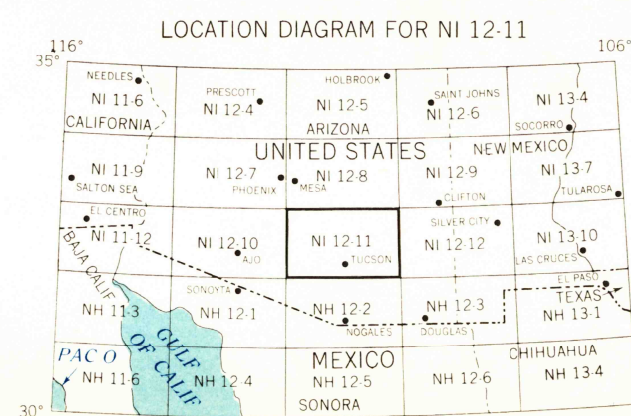 LOCATION DIAGRAM FOR NI 12-11
116°
106°
35°
NEEDLES
NI 11-6
CALIFORNIA
PRESCOTT
NI 12-4
HOLBROOK
NI 12-5
ARIZONA
SAINT JOHNS
NI 12-6
NI 13-4
SOCORRO
UNITED STATES
NEW MEXICO
NI 11-9
SALTON SEA
NI 12-7
PHOENIX
MESA
NI 12-8
NI 12-9
CLIFTON
NI 13-7
TULAROSA
EL CENTRO
NI 11-12
BAJA CALIF
NI 12-10
AJO
NI 12-11
TUCSON
SILVER CITY
NI 12-12
NI 13-10
LAS CRUCES
EL PASO
TEXAS
NH 11-3
SONOYTA
NH 12-1
NH 12-2
NOGALES
NH 12-3
DOUGLAS
NH 13-1
GULF
OF CALIF
PAC O
NH 11-6
NH 12-4
MEXICO
NH 12-5
SONORA
NH 12-6
CHIHUAHUA
NH 13-4
30°